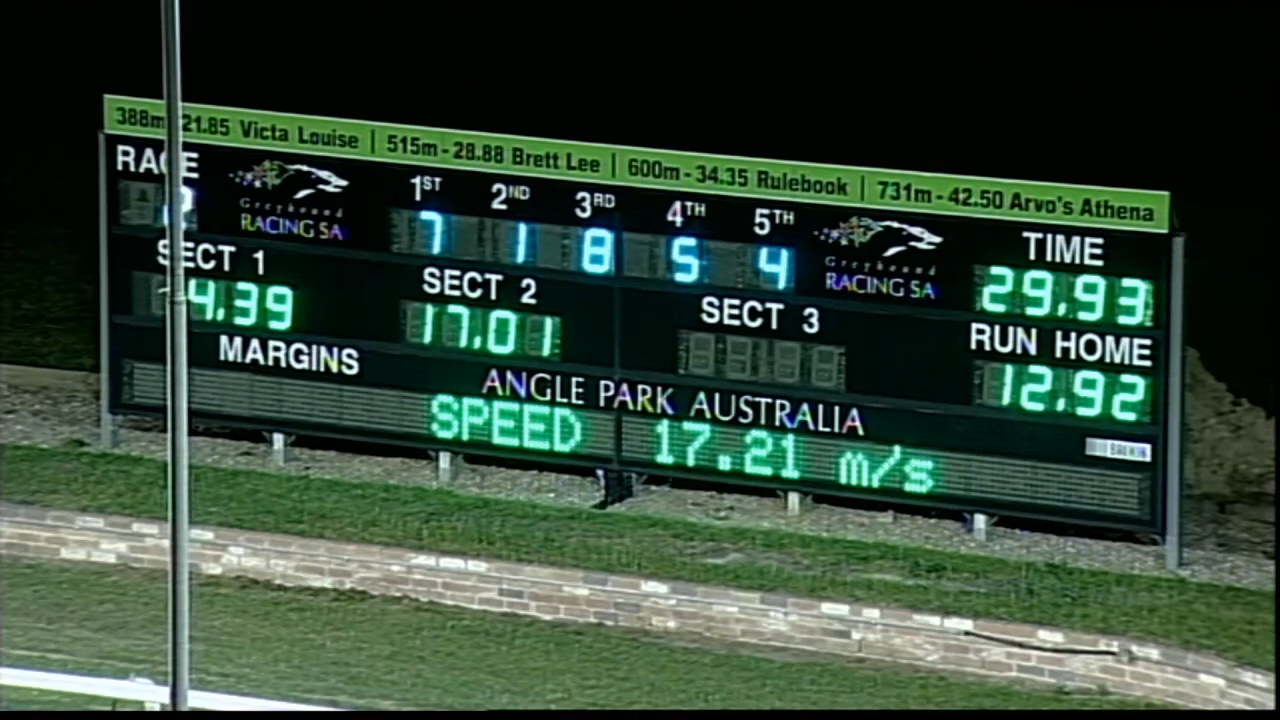 388m 21.85 Victa Louise | 515m - 28.88 Brett Lee | 600m - 34.35 Rulebook | 731m - 42.50 Arvo's Athena
RACE
Greyhound
RACING SA
1ST 2ND 3RD 4TH 5TH
7 1 8 5 4
Greyhound
RACING SA
TIME
29.93
SECT 1
4.39
SECT 2
17.01
SECT 3
RUN HOME
12.92
MARGINS
ANGLE PARK AUSTRALIA
SPEED 17.21 m/s